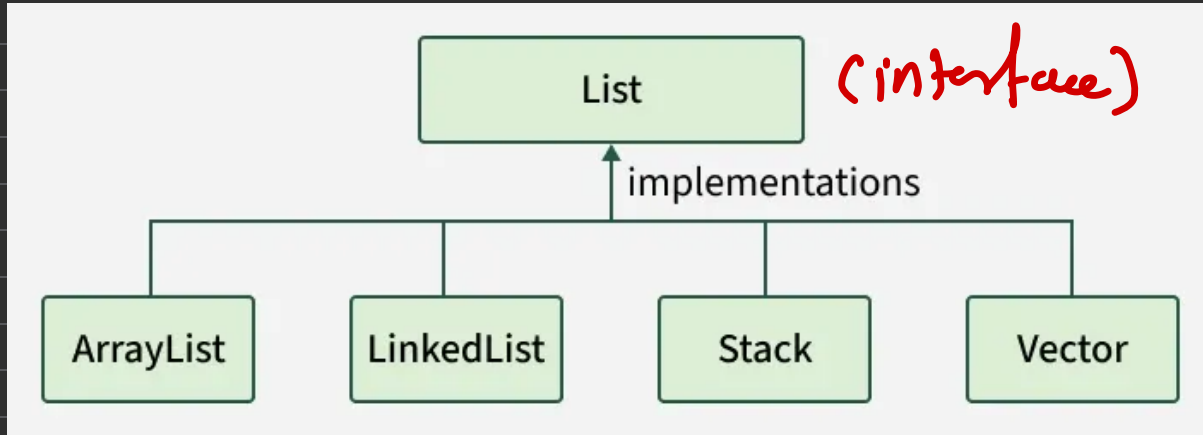 List (interface)
implementations
ArrayList LinkedList Stack Vector